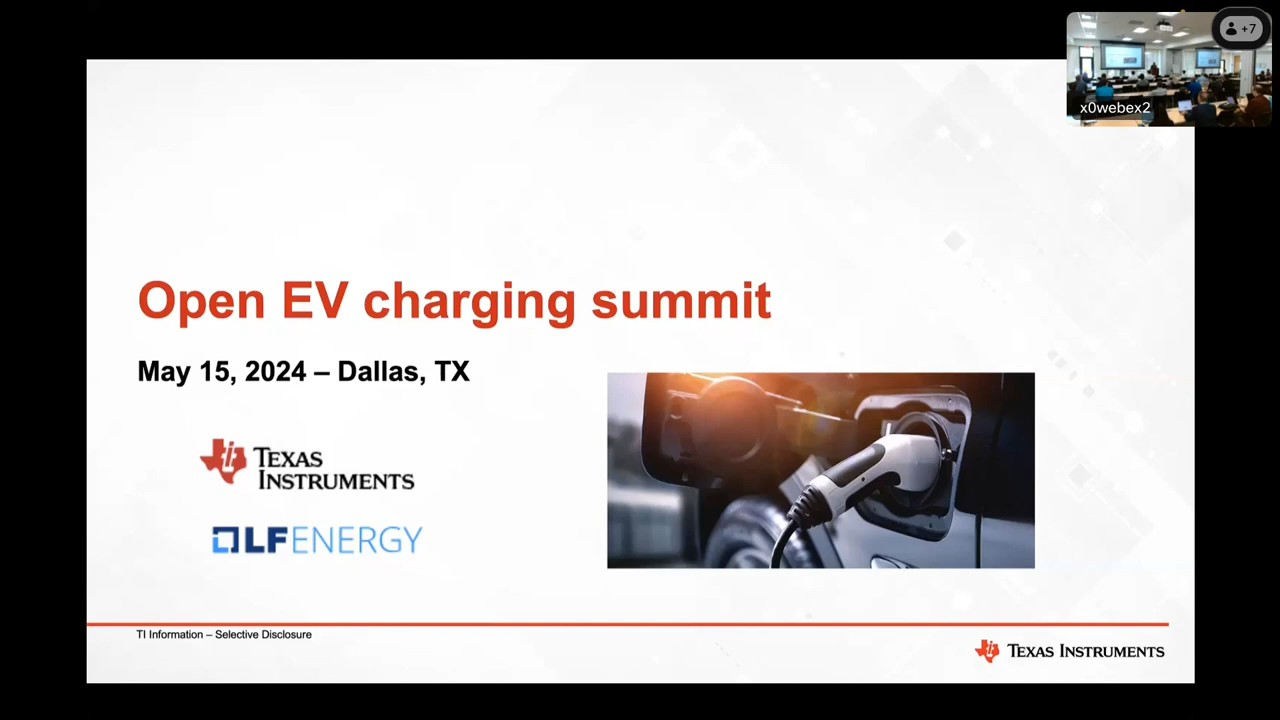 +7
x0webex2
Open EV charging summit
May 15, 2024 – Dallas, TX
TEXAS
INSTRUMENTS
LFENERGY
TI Information – Selective Disclosure
TEXAS INSTRUMENTS